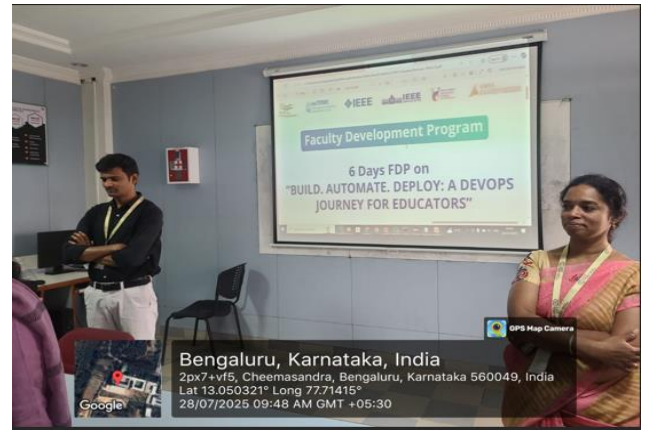 IEEE
IEEE
Faculty Development Program
6 Days FDP on
"BUILD. AUTOMATE. DEPLOY: A DEVOPS
JOURNEY FOR EDUCATORS"
GPS Map Camera
Bengaluru, Karnataka, India
2px7+vf5, Cheemasandra, Bengaluru, Karnataka 560049, India
Lat 13.050321° Long 77.71415°
28/07/2025 09:48 AM GMT +05:30
Google